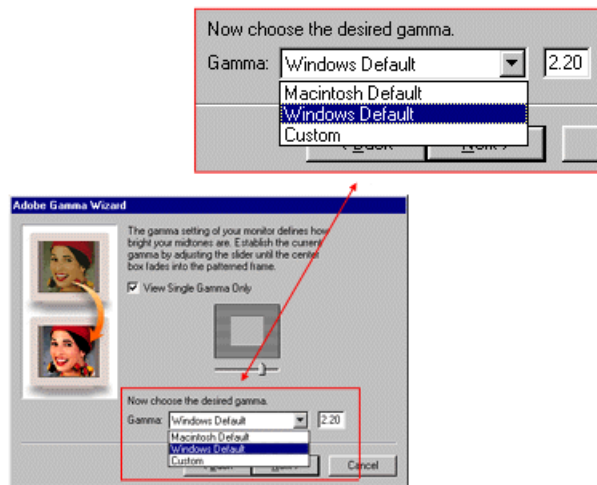 Now choose the desired gamma.
Gamma: Windows Default 2.20
Macintosh Default
Windows Default
Custom
< Back Next >
Adobe Gamma Wizard
The gamma setting of your monitor defines how
bright your midtones are. Establish the current
gamma by adjusting the slider until the center
box fades into the patterned frame.
View Single Gamma Only
Now choose the desired gamma.
Gamma: Windows Default 2.20
Macintosh Default
Windows Default
Custom
Cancel